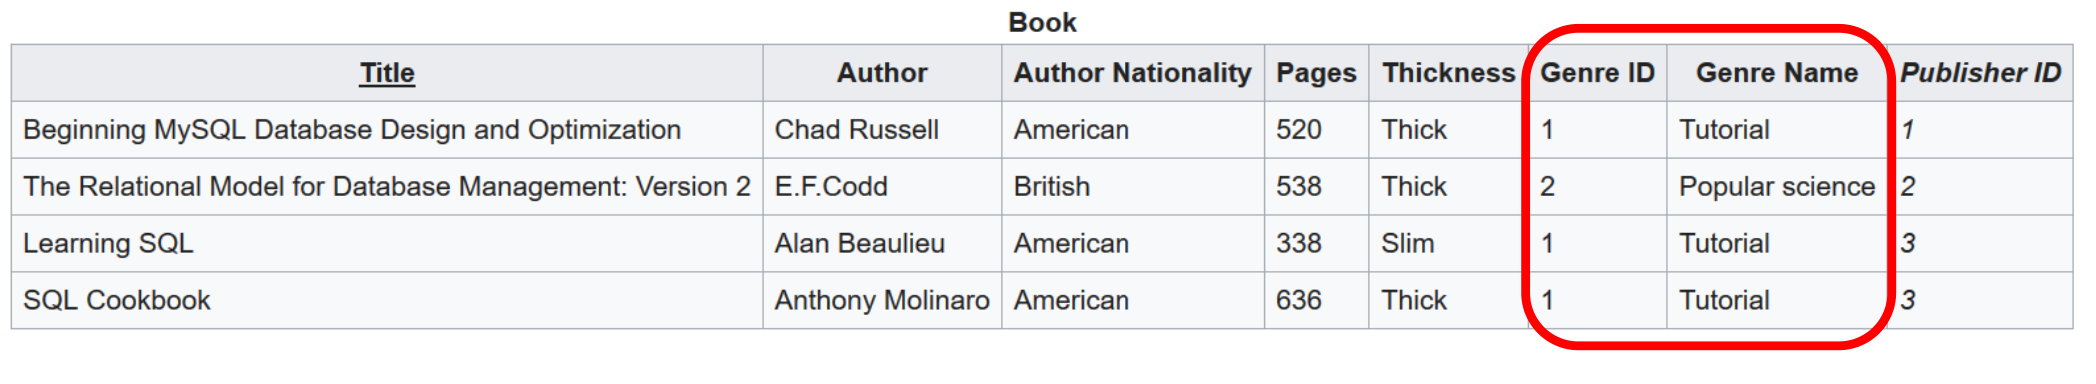 Book
Title Author Author Nationality Pages Thickness Genre ID Genre Name Publisher ID
Beginning MySQL Database Design and Optimization Chad Russell American 520 Thick 1 Tutorial 1
The Relational Model for Database Management: Version 2 E.F.Codd British 538 Thick 2 Popular science 2
Learning SQL Alan Beaulieu American 338 Slim 1 Tutorial 3
SQL Cookbook Anthony Molinaro American 636 Thick 1 Tutorial 3